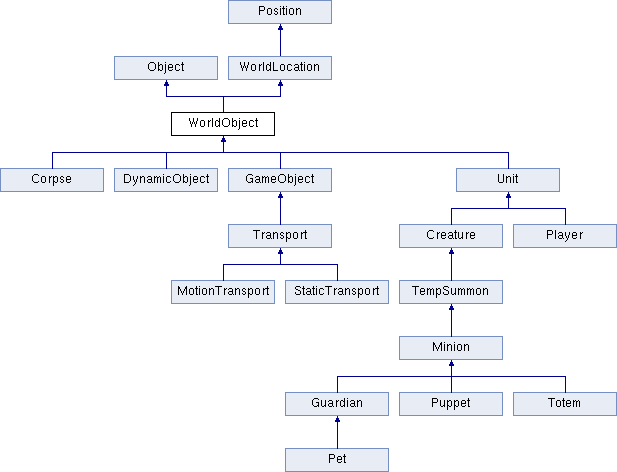 Position
Object
WorldLocation
WorldObject
Corpse
DynamicObject
GameObject
Unit
Transport
Creature
Player
MotionTransport
StaticTransport
TempSummon
Minion
Guardian
Puppet
Totem
Pet